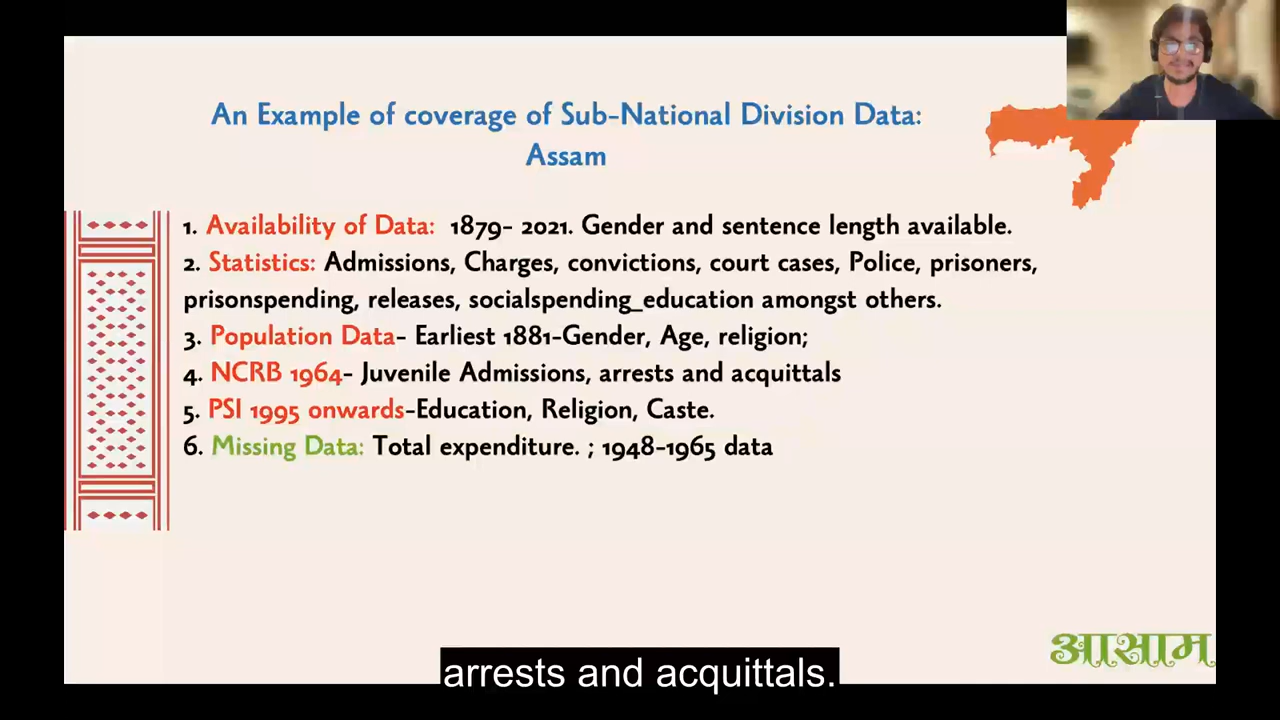 An Example of coverage of Sub-National Division Data:
Assam
1. Availability of Data: 1879- 2021. Gender and sentence length available.
2. Statistics: Admissions, Charges, convictions, court cases, Police, prisoners,
prisonspending, releases, socialspending_education amongst others.
3. Population Data- Earliest 1881-Gender, Age, religion;
4. NCRB 1964- Juvenile Admissions, arrests and acquittals
5. PSI 1995 onwards-Education, Religion, Caste.
6. Missing Data: Total expenditure. ; 1948-1965 data
आसाम
arrests and acquittals.